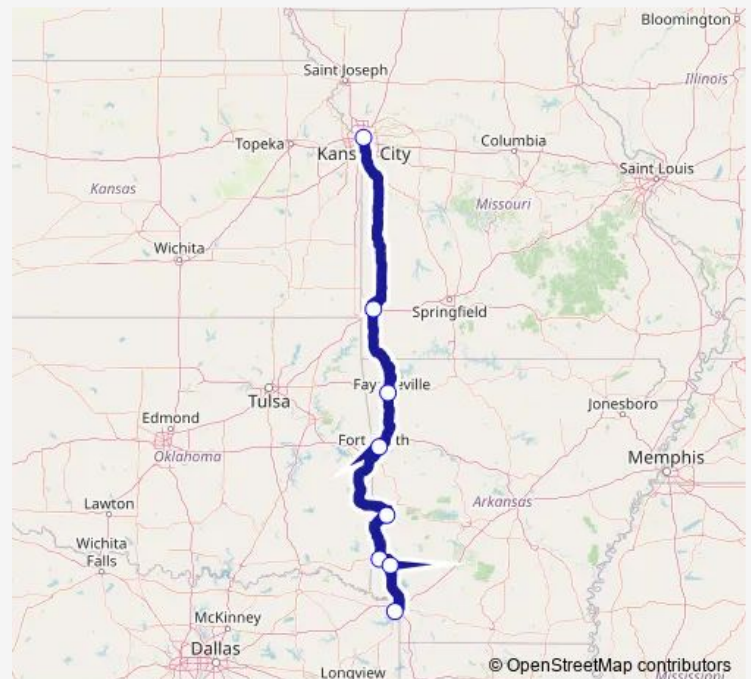 Bloomington
Saint Joseph
Illinois
Topeka
Columbia
Kans City
Saint Louis
Kansas
Missouri
Wichita
Springfield
Fay eville
Tulsa
Jonesboro
Edmond
Fort th
Oklahoma
Memphis
Lawton
Arkansas
Wichita
Falls
McKinney
Dallas
© OpenStreetMap contributors
Longview
Mississippi